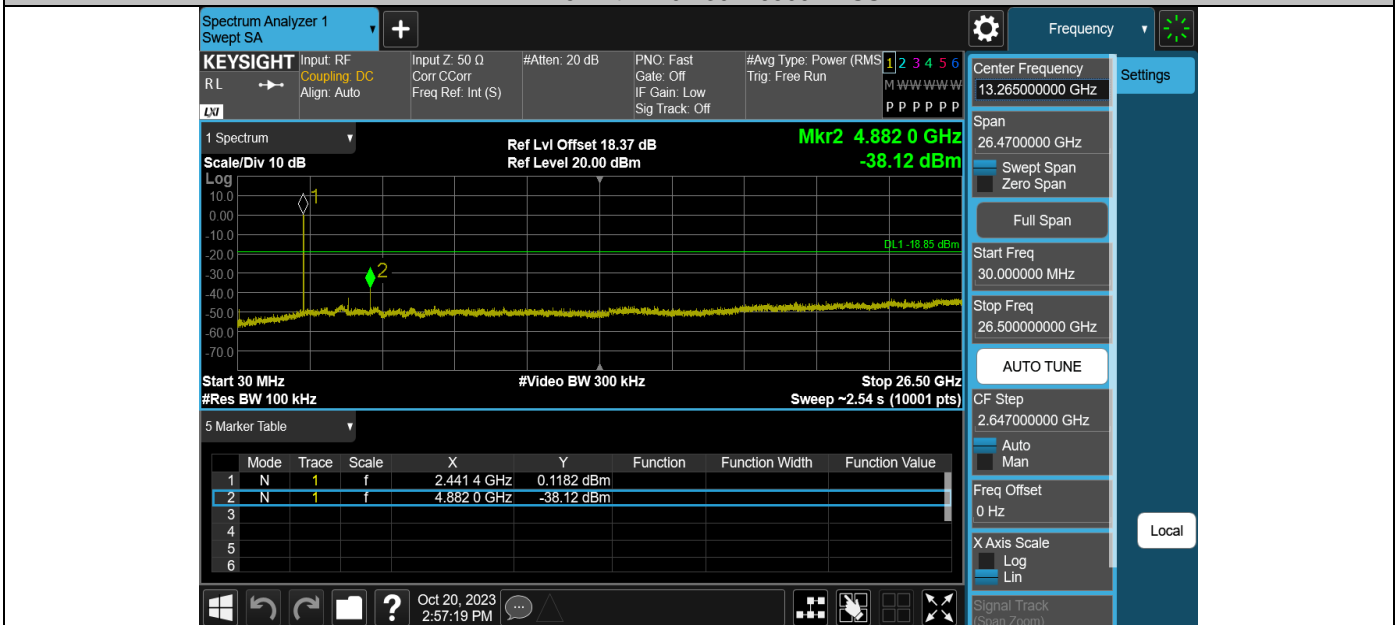 Spectrum Analyzer 1
Swept SA
Frequency
KEYSIGHT
RL
LXI
Input: RF
Coupling: DC
Align: Auto
Input Z: 50 Ω
Corr CCorr
Freq Ref: Int (S)
#Atten: 20 dB
PNO: Fast
Gate: Off
IF Gain: Low
Sig Track: Off
#Avg Type: Power (RMS
Trig: Free Run
1 2 3 4 5 6
M W W W W W
P P P P P P
1 Spectrum
Scale/Div 10 dB
Ref Lvl Offset 18.37 dB
Ref Level 20.00 dBm
Mkr2 4.882 0 GHz
-38.12 dBm
Log
10.0
0.00
-10.0
-20.0
-30.0
-40.0
-50.0
-60.0
-70.0
1
2
DL1 -18.85 dBm
Start 30 MHz
#Res BW 100 kHz
#Video BW 300 kHz
Stop 26.50 GHz
Sweep ~2.54 s (10001 pts)
5 Marker Table
Mode Trace Scale X Y Function Function Width Function Value
1 N 1 f 2.441 4 GHz 0.1182 dBm
2 N 1 f 4.882 0 GHz -38.12 dBm
3
4
5
6
Oct 20, 2023
2:57:19 PM
Center Frequency
13.265000000 GHz
Span
26.4700000 GHz
Swept Span
Zero Span
Full Span
Start Freq
30.000000 MHz
Stop Freq
26.500000000 GHz
AUTO TUNE
CF Step
2.647000000 GHz
Auto
Man
Freq Offset
0 Hz
X Axis Scale
Log
Lin
Signal Track
(Span Zoom)
Settings
Local